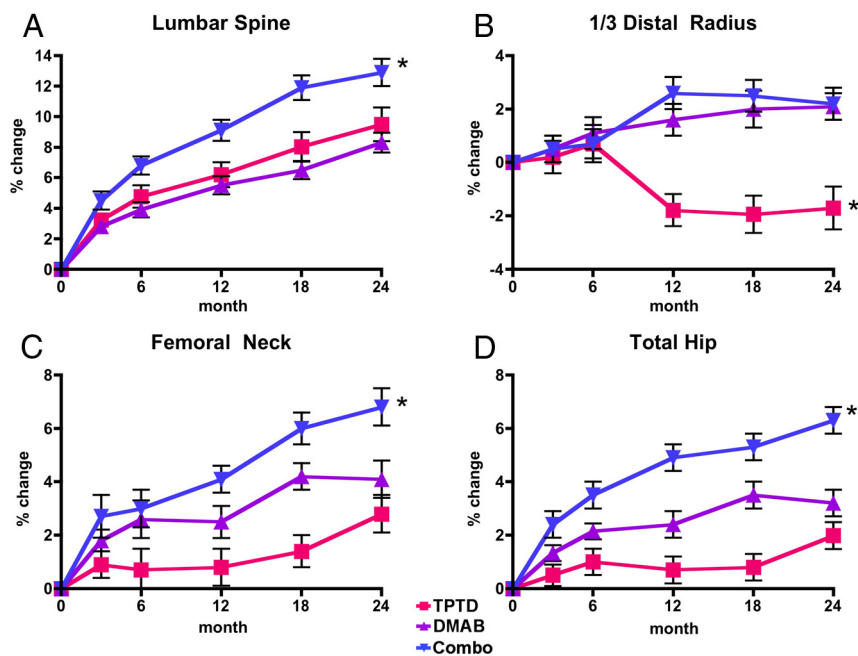 A
Lumbar Spine
14
12
10
8
6
4
2
0
% change
0 6 12 18 24
month
*
B
1/3 Distal Radius
4
2
0
-2
-4
% change
0 6 12 18 24
month
*
C
Femoral Neck
8
6
4
2
0
% change
0 6 12 18 24
month
*
D
Total Hip
8
6
4
2
0
% change
0 6 12 18 24
month
*
TPTD
DMAB
Combo